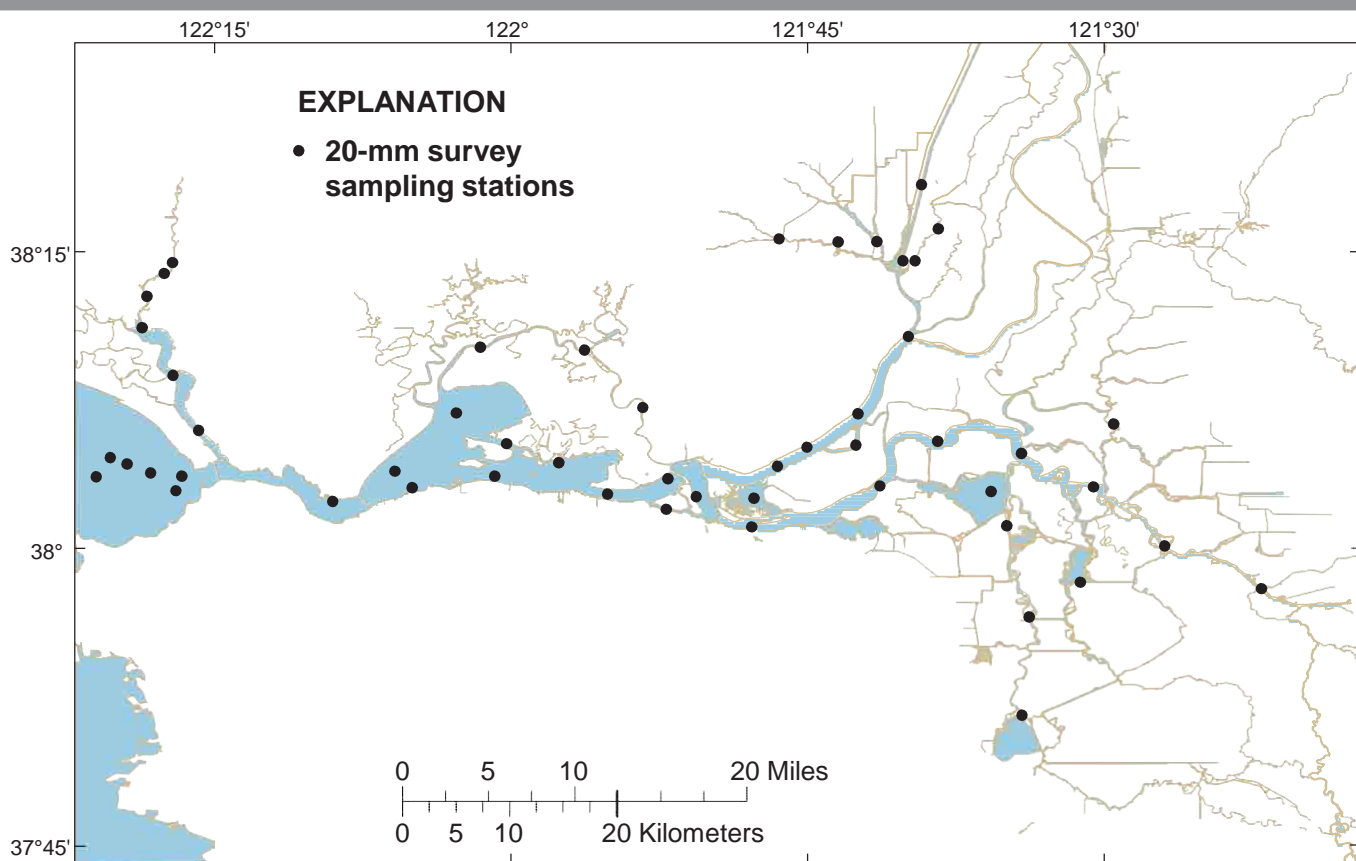 122°15'
122°
121°45'
121°30'
EXPLANATION
20-mm survey
sampling stations
38°15'
38°
37°45'
0 5 10 20 Miles
0 5 10 20 Kilometers